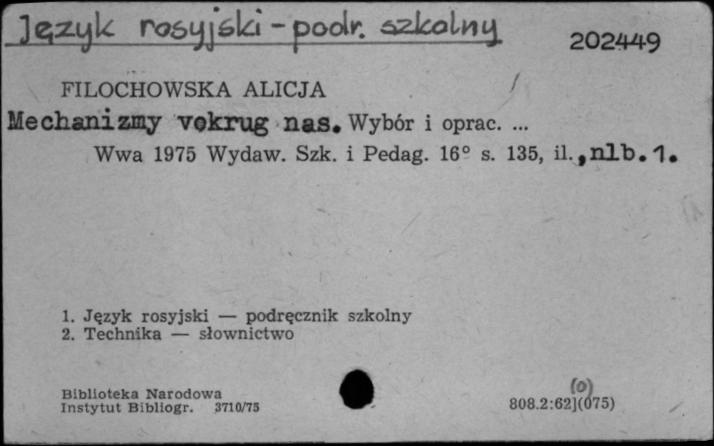 Język rosyjski - podr. szkolny
202449
FILOCHOWSKA ALICJA
Mechanizmy vokrug nas. Wybór i oprac. ...
Wwa 1975 Wydaw. Szk. i Pedag. 16° s. 135, il., nlb. 1.
1. Język rosyjski — podręcznik szkolny
2. Technika — słownictwo
(0)
Biblioteka Narodowa
Instytut Bibliogr. 3710/75
808.2:62](075)